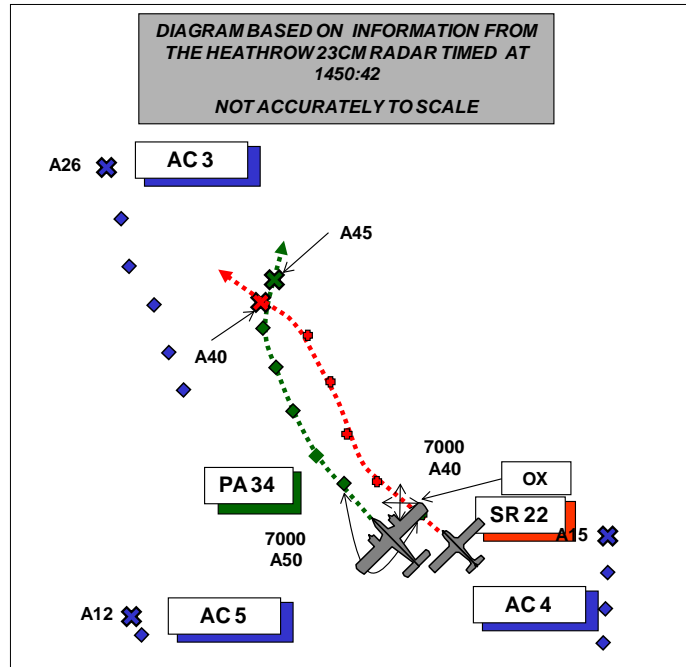 DIAGRAM BASED ON INFORMATION FROM
THE HEATHROW 23CM RADAR TIMED AT
1450:42
NOT ACCURATELY TO SCALE
A26
AC 3
A45
A40
7000
A40
OX
PA 34
SR 22
7000
A50
A15
A12
AC 5
AC 4